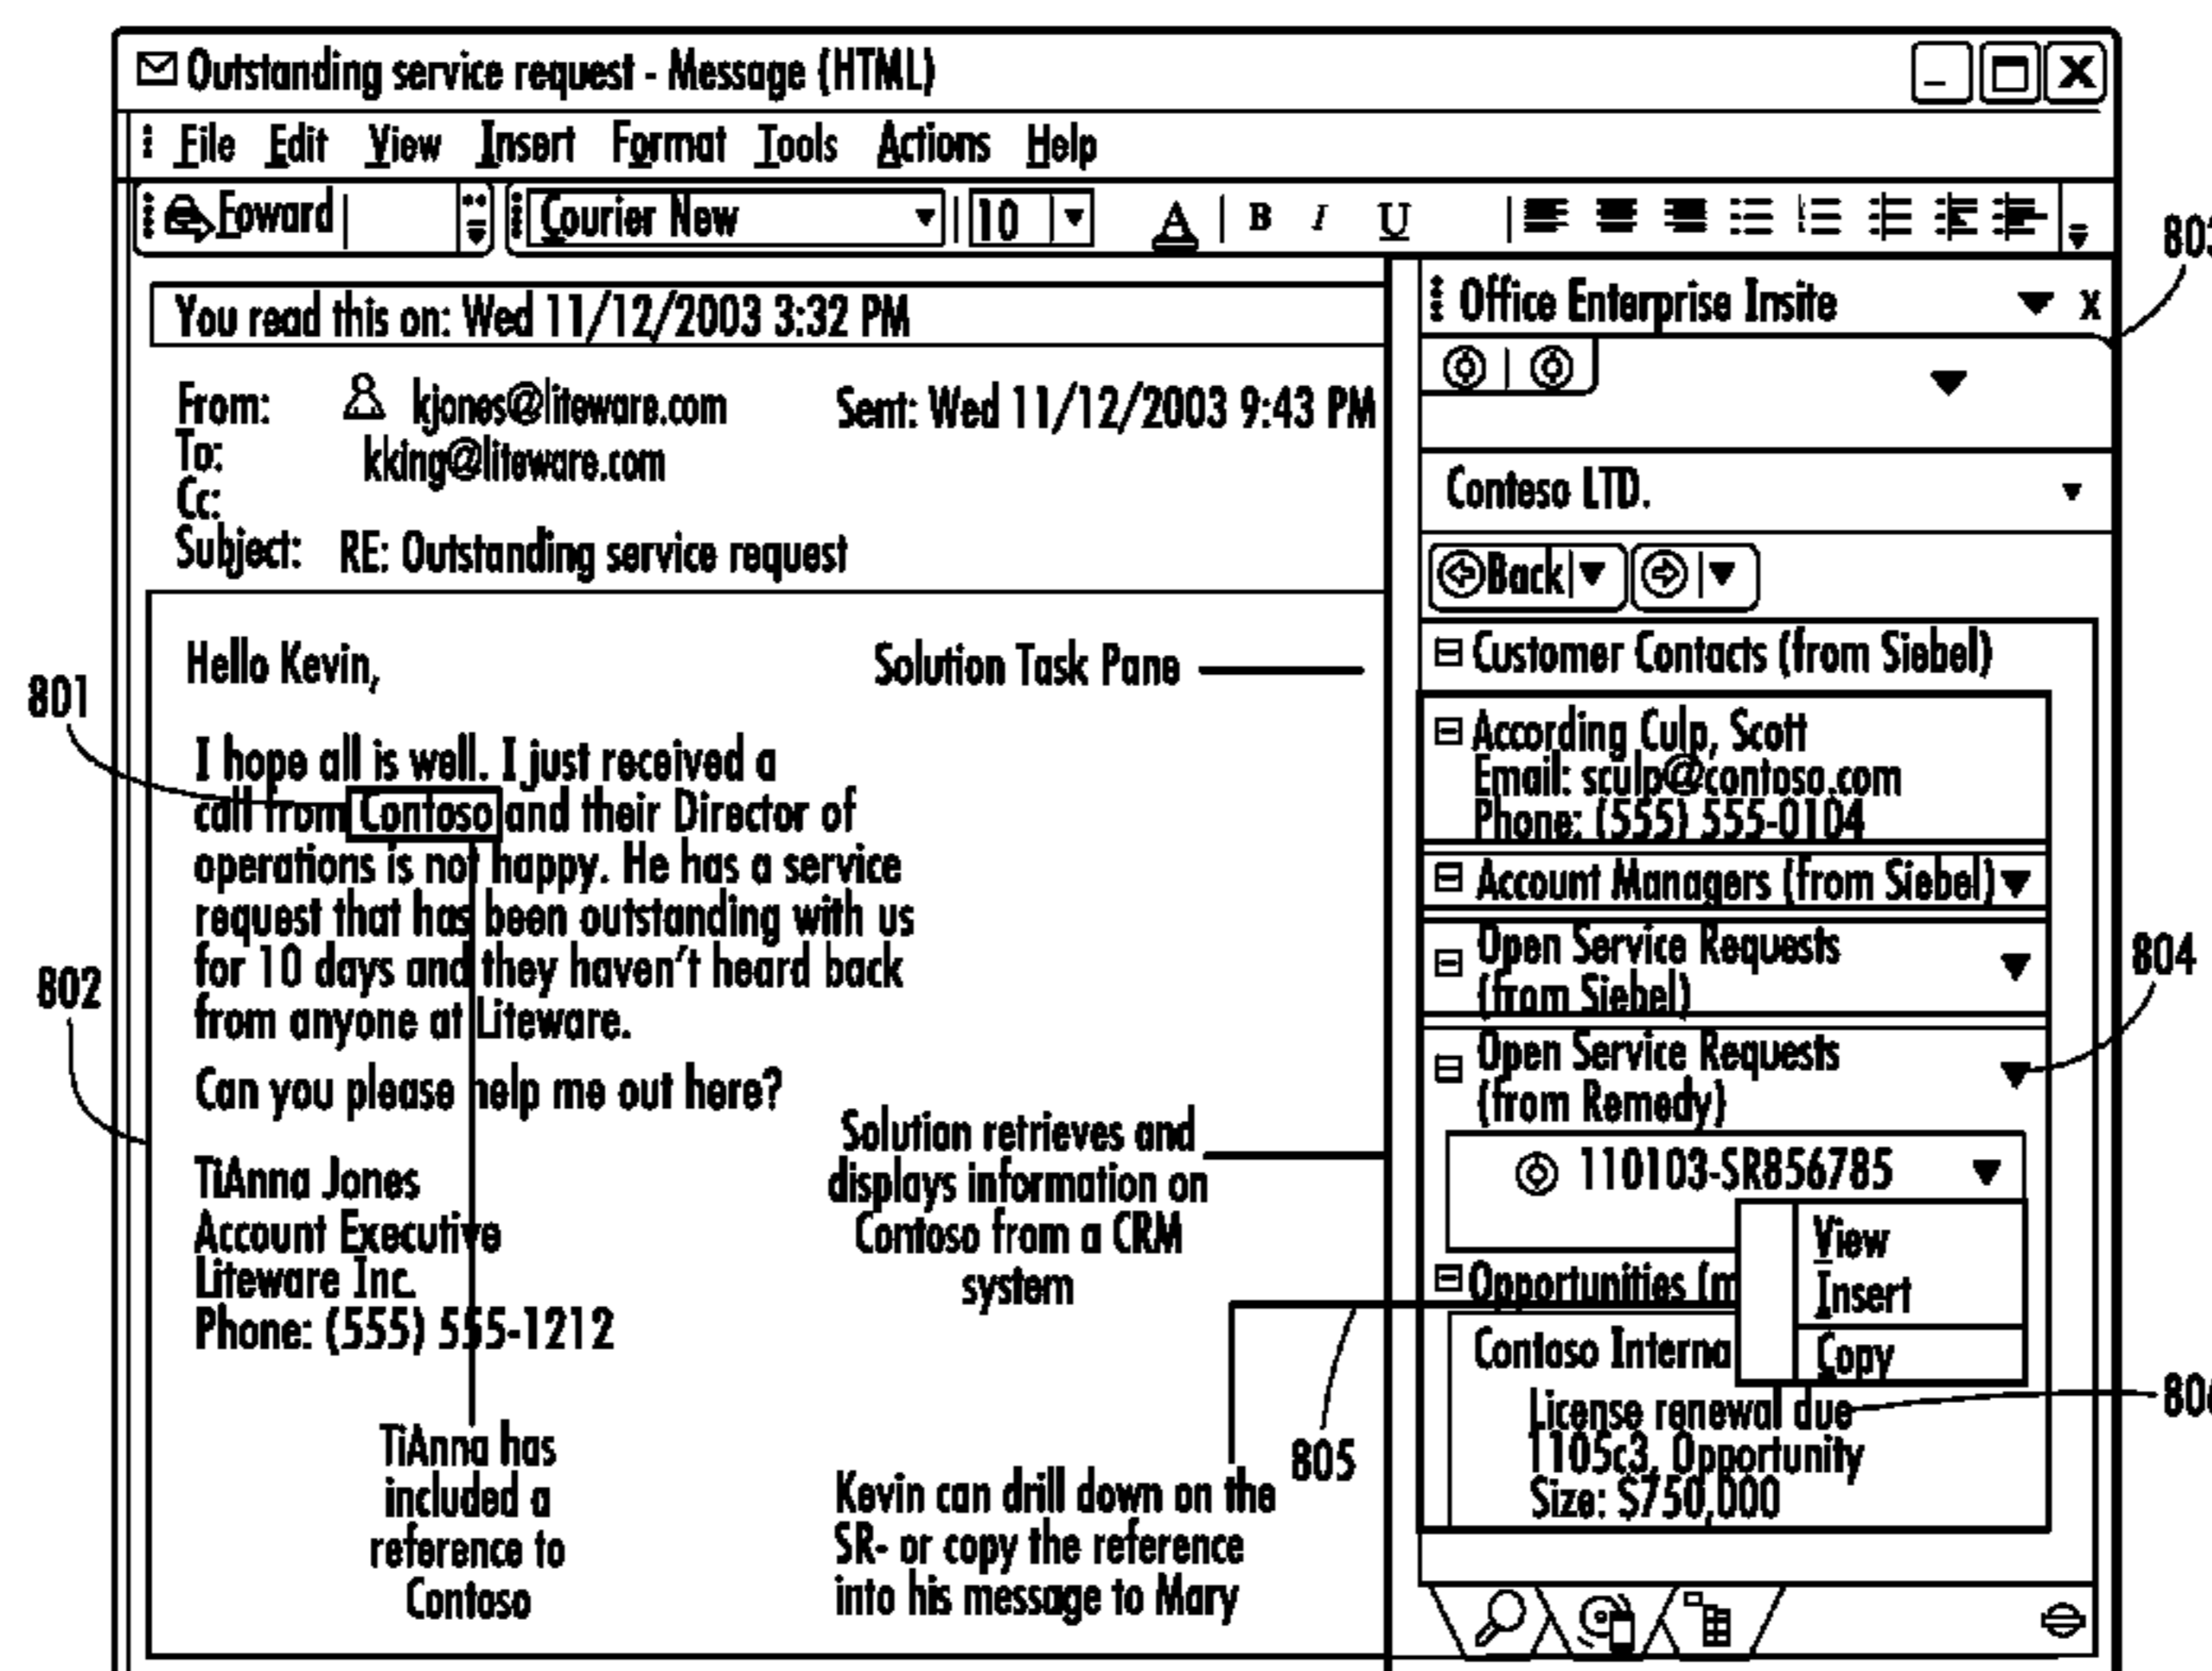 Outstanding service request - Message (HTML)
File Edit View Insert Format Tools Actions Help
Foward Courier New 10 A B I U
You read this on: Wed 11/12/2003 3:32 PM
From: kjones@liteware.com Sent: Wed 11/12/2003 9:43 PM
To: kking@liteware.com
Cc:
Subject: RE: Outstanding service request
Hello Kevin,
I hope all is well. I just received a
call from Contoso and their Director of
operations is not happy. He has a service
request that has been outstanding with us
for 10 days and they haven't heard back
from anyone at Liteware.
Can you please help me out here?
TiAnna Jones
Account Executive
Liteware Inc.
Phone: (555) 555-1212
801
802
TiAnna has
included a
reference to
Contoso
Solution Task Pane
Solution retrieves and
displays information on
Contoso from a CRM
system
Kevin can drill down on the
SR- or copy the reference
into his message to Mary
805
Office Enterprise Insite X
803
Conteso LTD.
Back
Customer Contacts (from Siebel)
According Culp, Scott
Email: sculp@contoso.com
Phone: (555) 555-0104
Account Managers (from Siebel)
Open Service Requests
(from Siebel)
804
Open Service Requests
(from Remedy)
110103-SR856785
View
Insert
Copy
Opportunities (m
Contoso Interna
License renewal due
1105c3, Opportunity
Size: $750,000
806